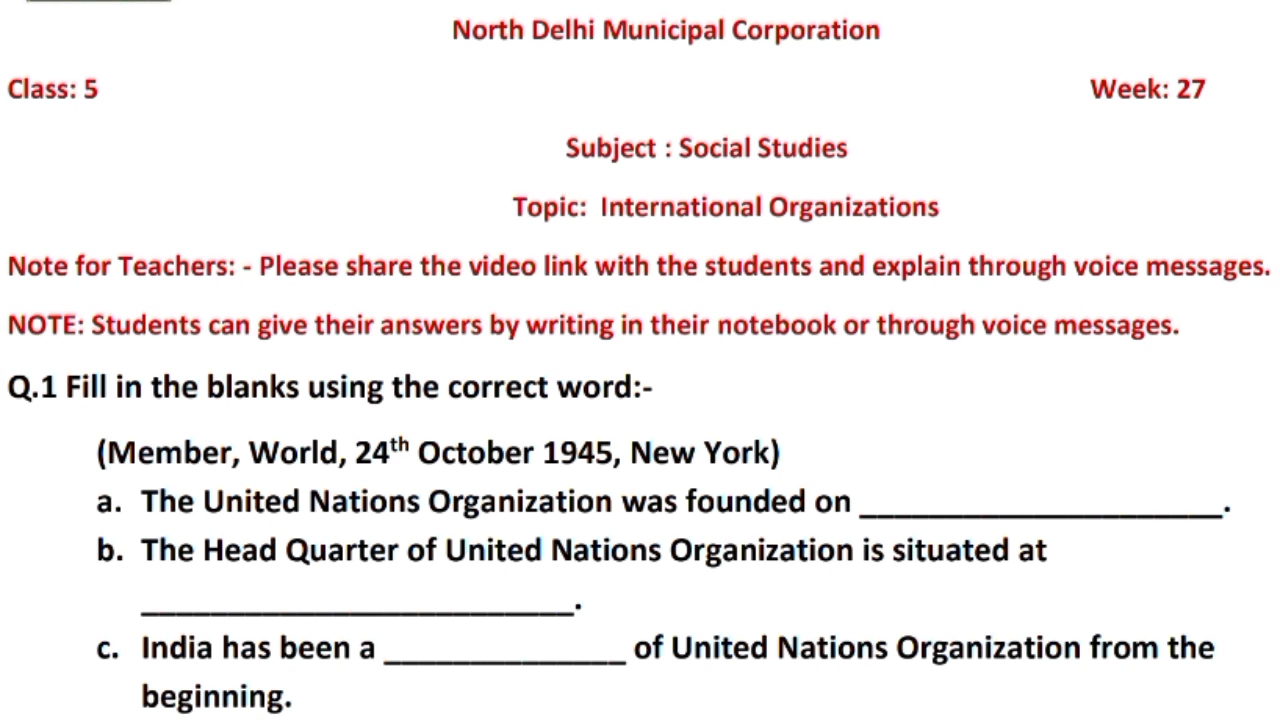 North Delhi Municipal Corporation
Class: 5 Week: 27
Subject : Social Studies
Topic: International Organizations
Note for Teachers: - Please share the video link with the students and explain through voice messages.
NOTE: Students can give their answers by writing in their notebook or through voice messages.
Q.1 Fill in the blanks using the correct word:-
(Member, World, 24th October 1945, New York)
a. The United Nations Organization was founded on ____________________.
b. The Head Quarter of United Nations Organization is situated at
________________________.
c. India has been a _____________ of United Nations Organization from the
beginning.